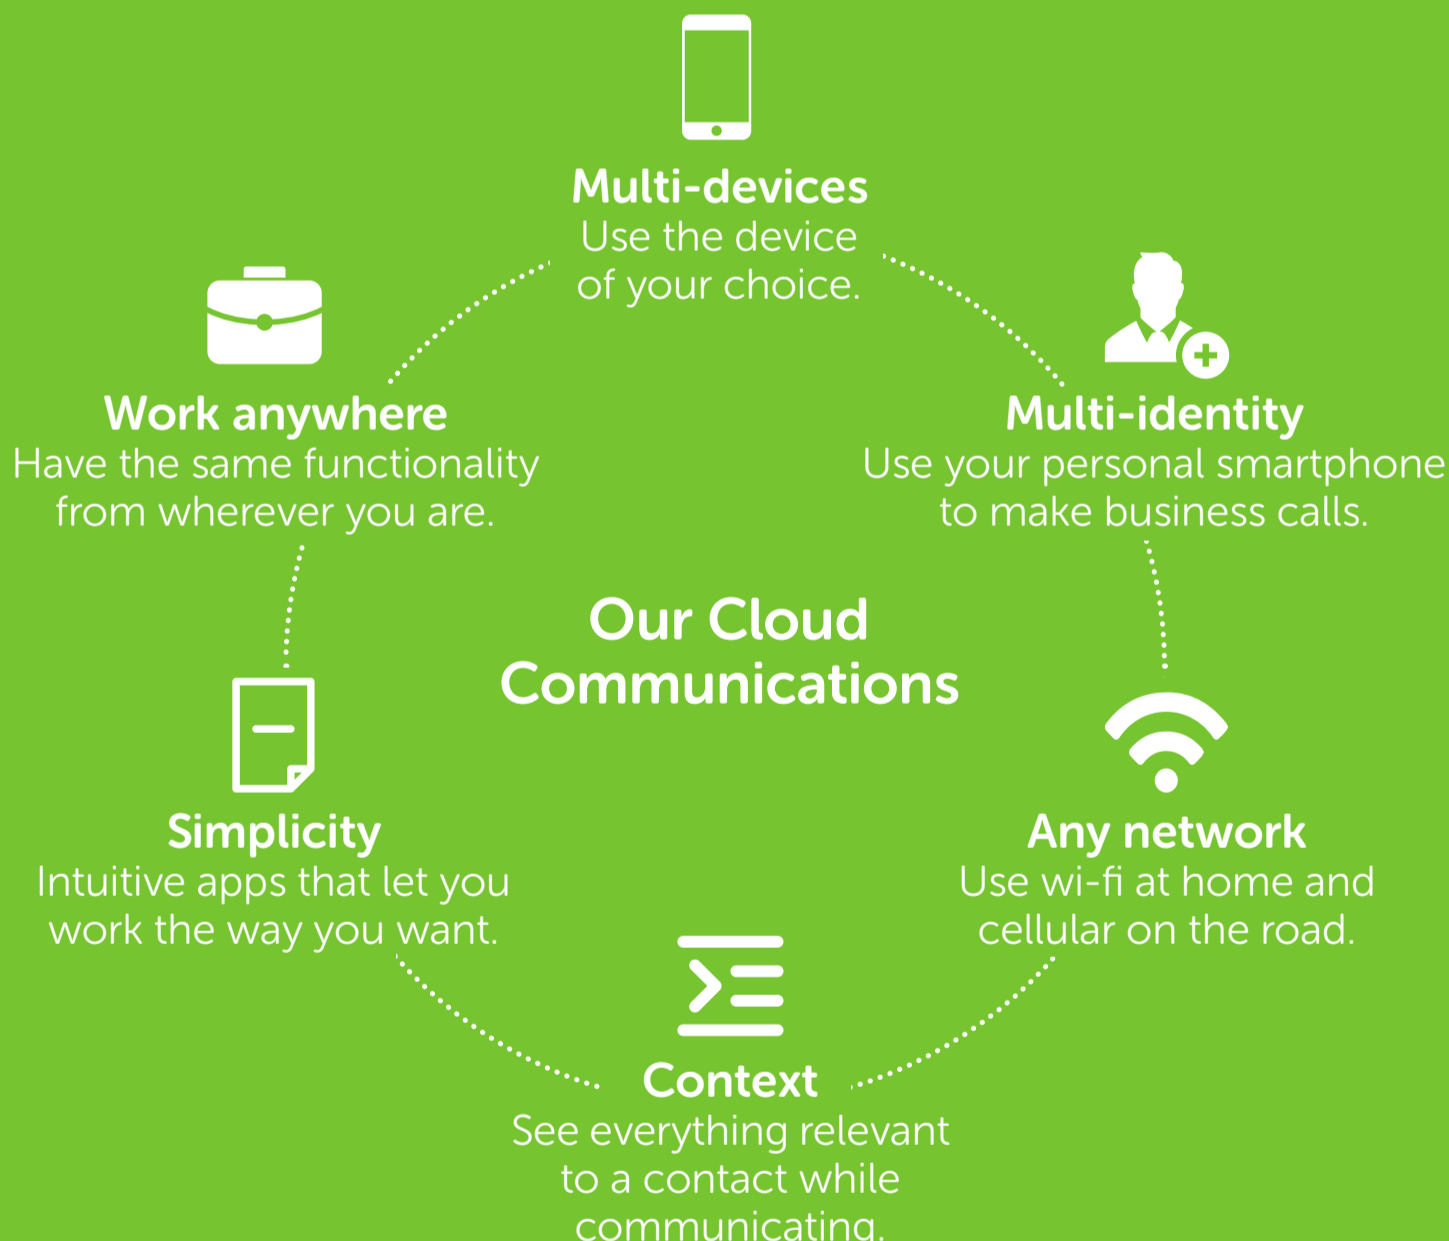 Multi-devices
Use the device
of your choice.
Work anywhere
Have the same functionality
from wherever you are.
Multi-identity
Use your personal smartphone
to make business calls.
Our Cloud
Communications
Simplicity
Intuitive apps that let you
work the way you want.
Any network
Use wi-fi at home and
cellular on the road.
Context
See everything relevant
to a contact while
communicating.